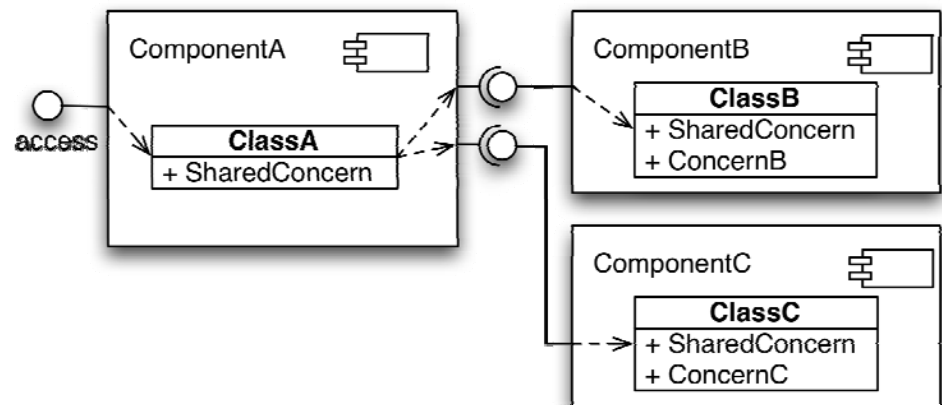 ComponentA
access
ClassA
+ SharedConcern
ComponentB
ClassB
+ SharedConcern
+ ConcernB
ComponentC
ClassC
+ SharedConcern
+ ConcernC